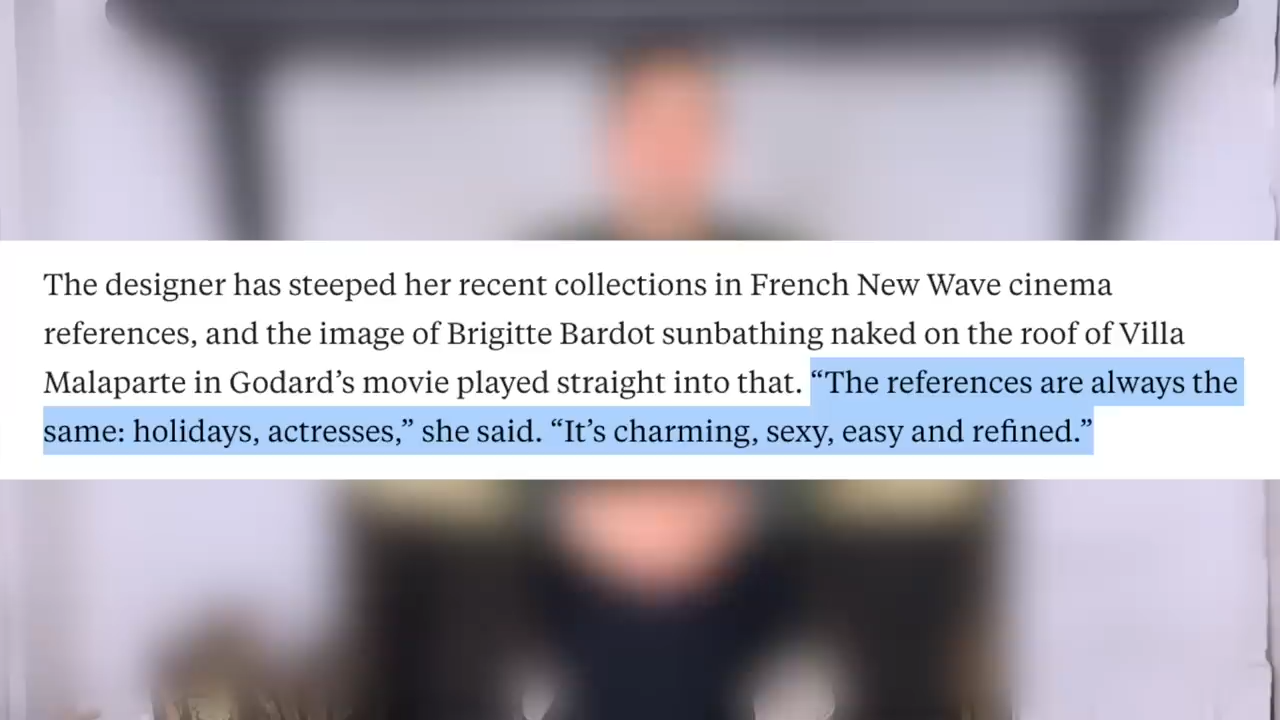 The designer has steeped her recent collections in French New Wave cinema
references, and the image of Brigitte Bardot sunbathing naked on the roof of Villa
Malaparte in Godard’s movie played straight into that. “The references are always the
same: holidays, actresses,” she said. “It’s charming, sexy, easy and refined.”